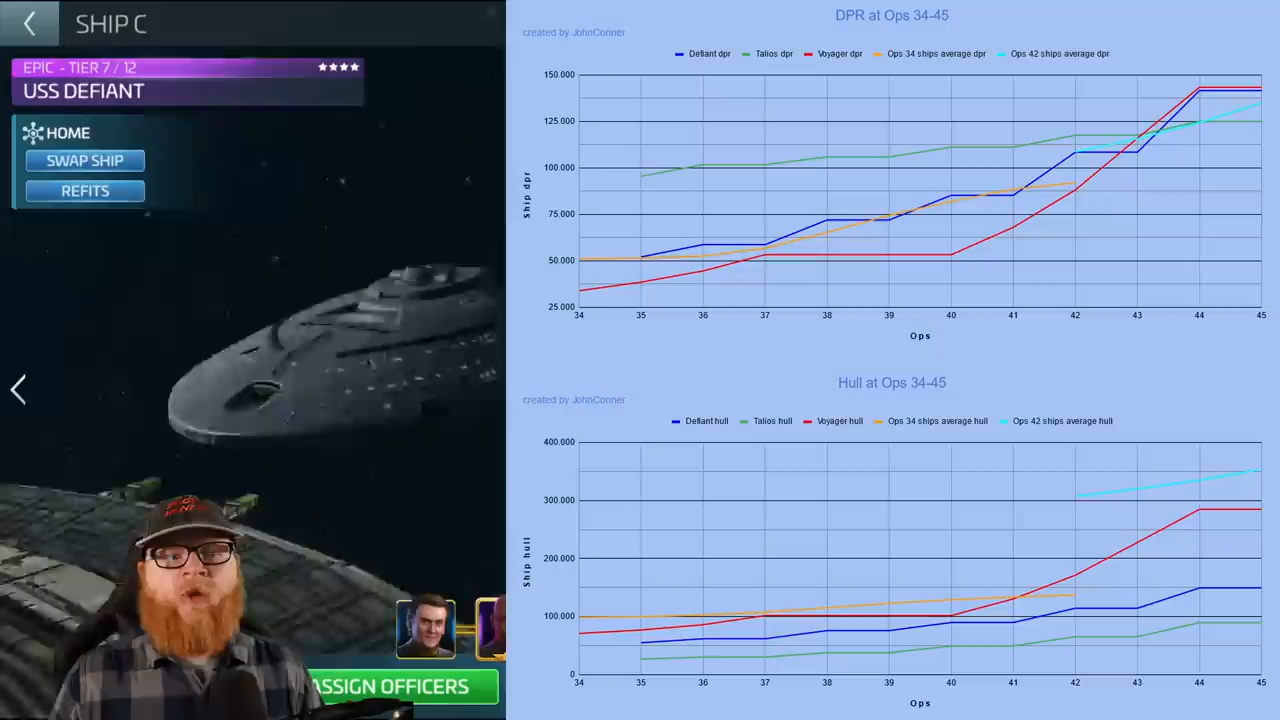 SHIP C
EPIC - TIER 7 / 12
USS DEFIANT
HOME
SWAP SHIP
REFITS
ASSIGN OFFICERS
DPR at Ops 34-45
created by JohnConner
Defiant dpr Talios dpr Voyager dpr Ops 34 ships average dpr Ops 42 ships average dpr
150.000
125.000
100.000
75.000
50.000
25.000
Ship dpr
34 35 36 37 38 39 40 41 42 43 44 45
Ops
Hull at Ops 34-45
created by JohnConner
Defiant hull Talios hull Voyager hull Ops 34 ships average hull Ops 42 ships average hull
400.000
300.000
200.000
100.000
0
Ship hull
34 35 36 37 38 39 40 41 42 43 44 45
Ops